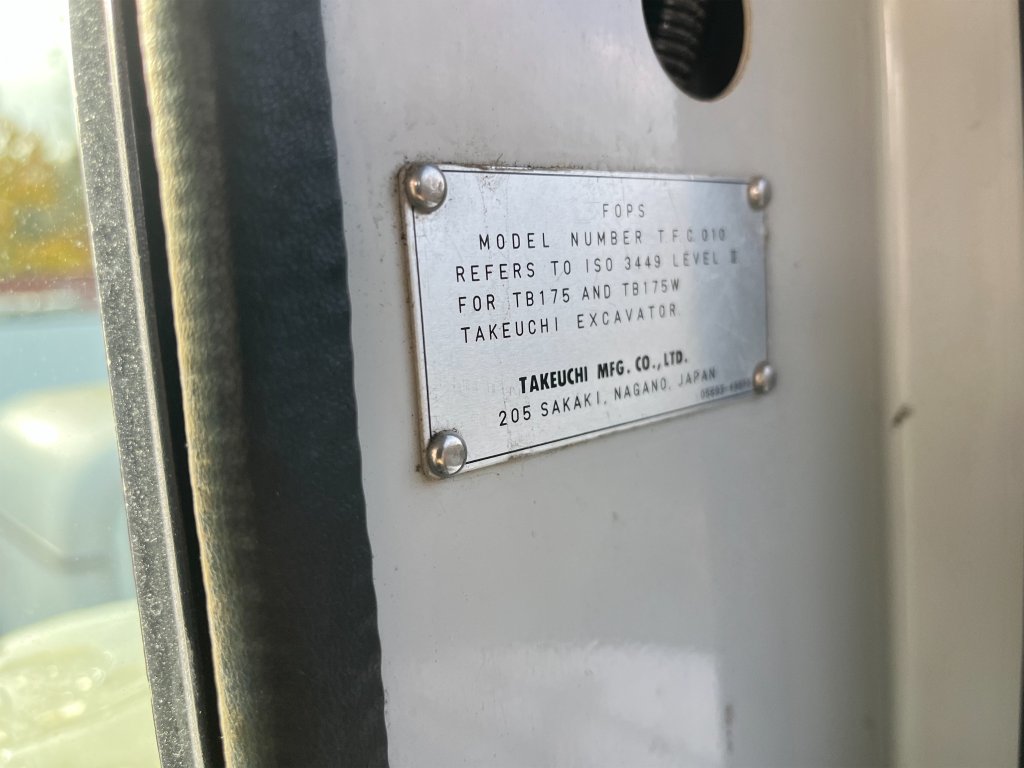 FOPS
MODEL NUMBER T.F.C.010
REFERS TO ISO 3449 LEVEL II
FOR TB175 AND TB175W
TAKEUCHI EXCAVATOR.
TAKEUCHI MFG. CO., LTD.
205 SAKAKI, NAGANO, JAPAN